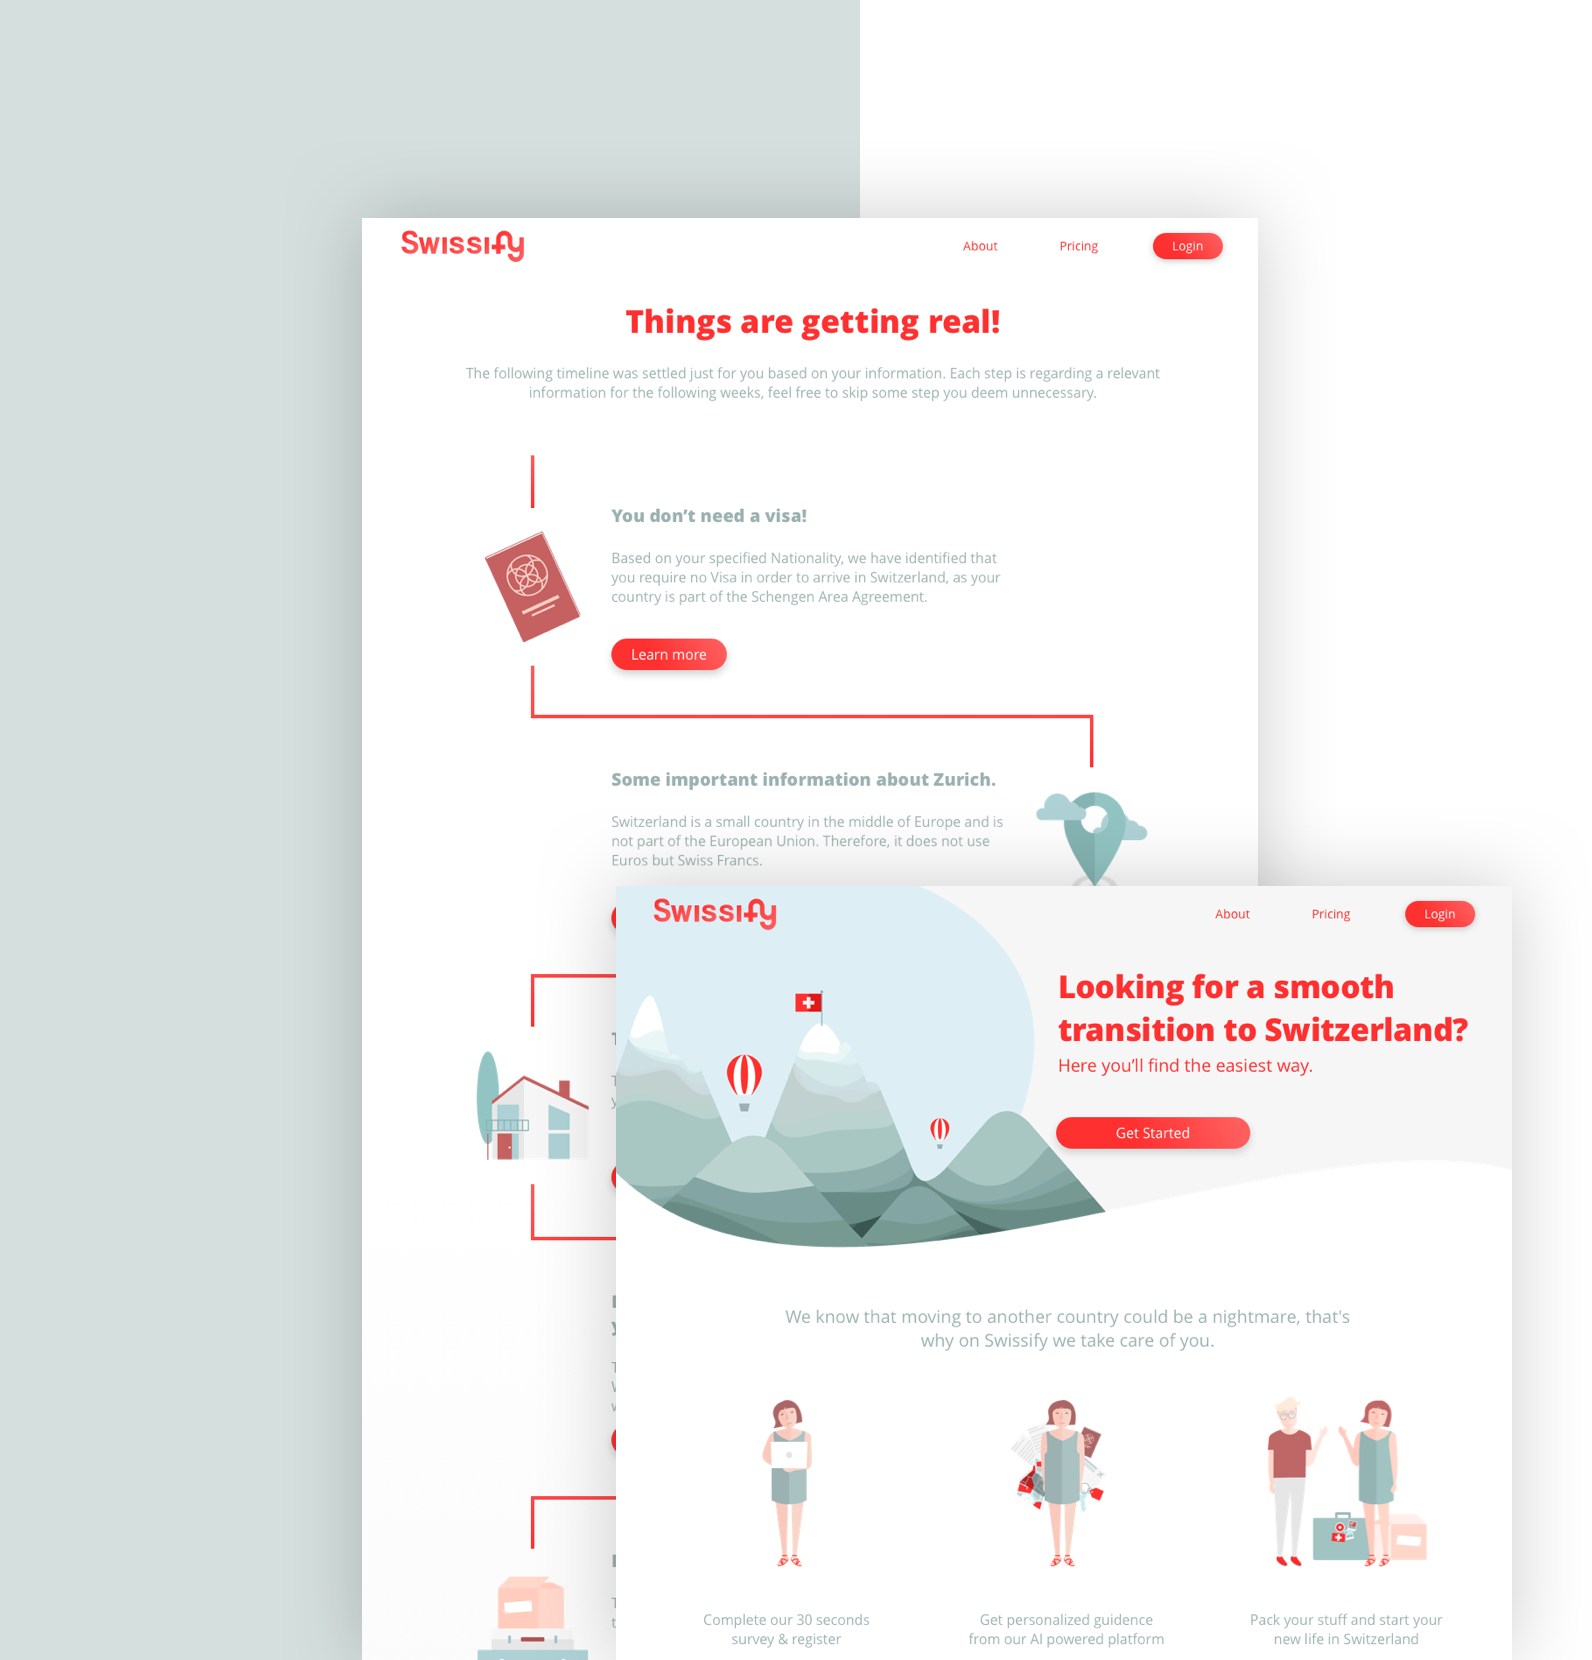 Swissify
About
Pricing
Login
Things are getting real!
The following timeline was settled just for you based on your information. Each step is regarding a relevant
information for the following weeks, feel free to skip some step you deem unnecessary.
You don’t need a visa!
Based on your specified Nationality, we have identified that
you require no Visa in order to arrive in Switzerland, as your
country is part of the Schengen Area Agreement.
Learn more
Some important information about Zurich.
Switzerland is a small country in the middle of Europe and is
not part of the European Union. Therefore, it does not use
Euros but Swiss Francs.
Swissify
About
Pricing
Login
Looking for a smooth
transition to Switzerland?
Here you’ll find the easiest way.
Get Started
We know that moving to another country could be a nightmare, that's
why on Swissify we take care of you.
Complete our 30 seconds
survey & register
Get personalized guidence
from our AI powered platform
Pack your stuff and start your
new life in Switzerland